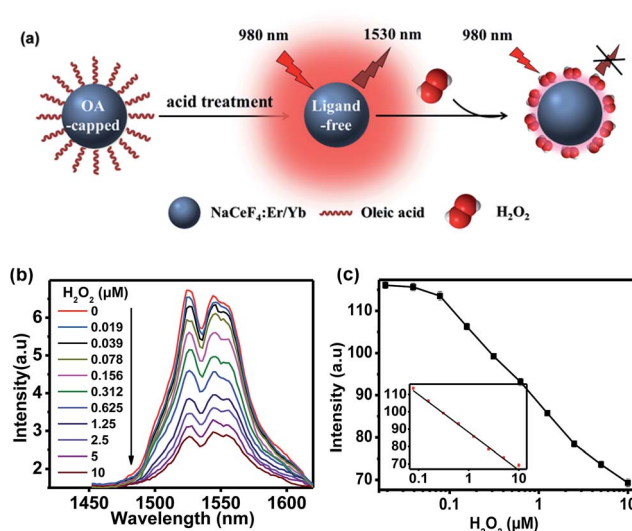 (a)
980 nm
1530 nm
980 nm
OA
-capped
acid treatment
Ligand
-free
NaCeF₄:Er/Yb
Oleic acid
H₂O₂
(b)
H₂O₂ (μM)
0
0.019
0.039
0.078
0.156
0.312
0.625
1.25
2.5
5
10
Intensity(a.u)
6
5
4
3
2
1450
1500
1550
1600
Wavelength (nm)
(c)
Intensity (a.u)
110
100
90
80
70
110
100
90
80
70
0.1
1
10
0.1
1
10
H₂O₂ (μM)